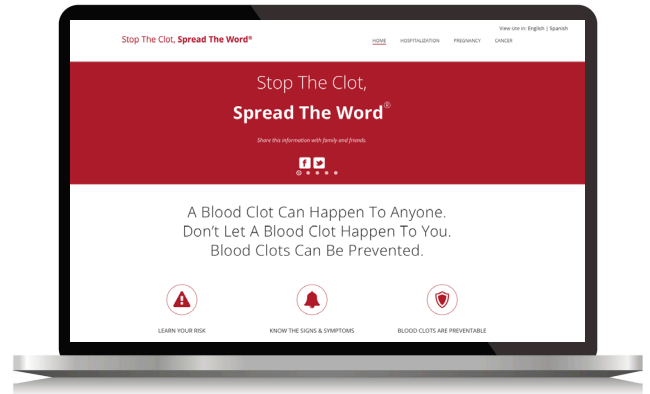 View site in: English | Spanish
Stop The Clot, Spread The Word®
HOME HOSPITALIZATION PREGNANCY CANCER
Stop The Clot,
Spread The Word®
Share this information with family and friends.
A Blood Clot Can Happen To Anyone.
Don't Let A Blood Clot Happen To You.
Blood Clots Can Be Prevented.
LEARN YOUR RISK KNOW THE SIGNS & SYMPTOMS BLOOD CLOTS ARE PREVENTABLE